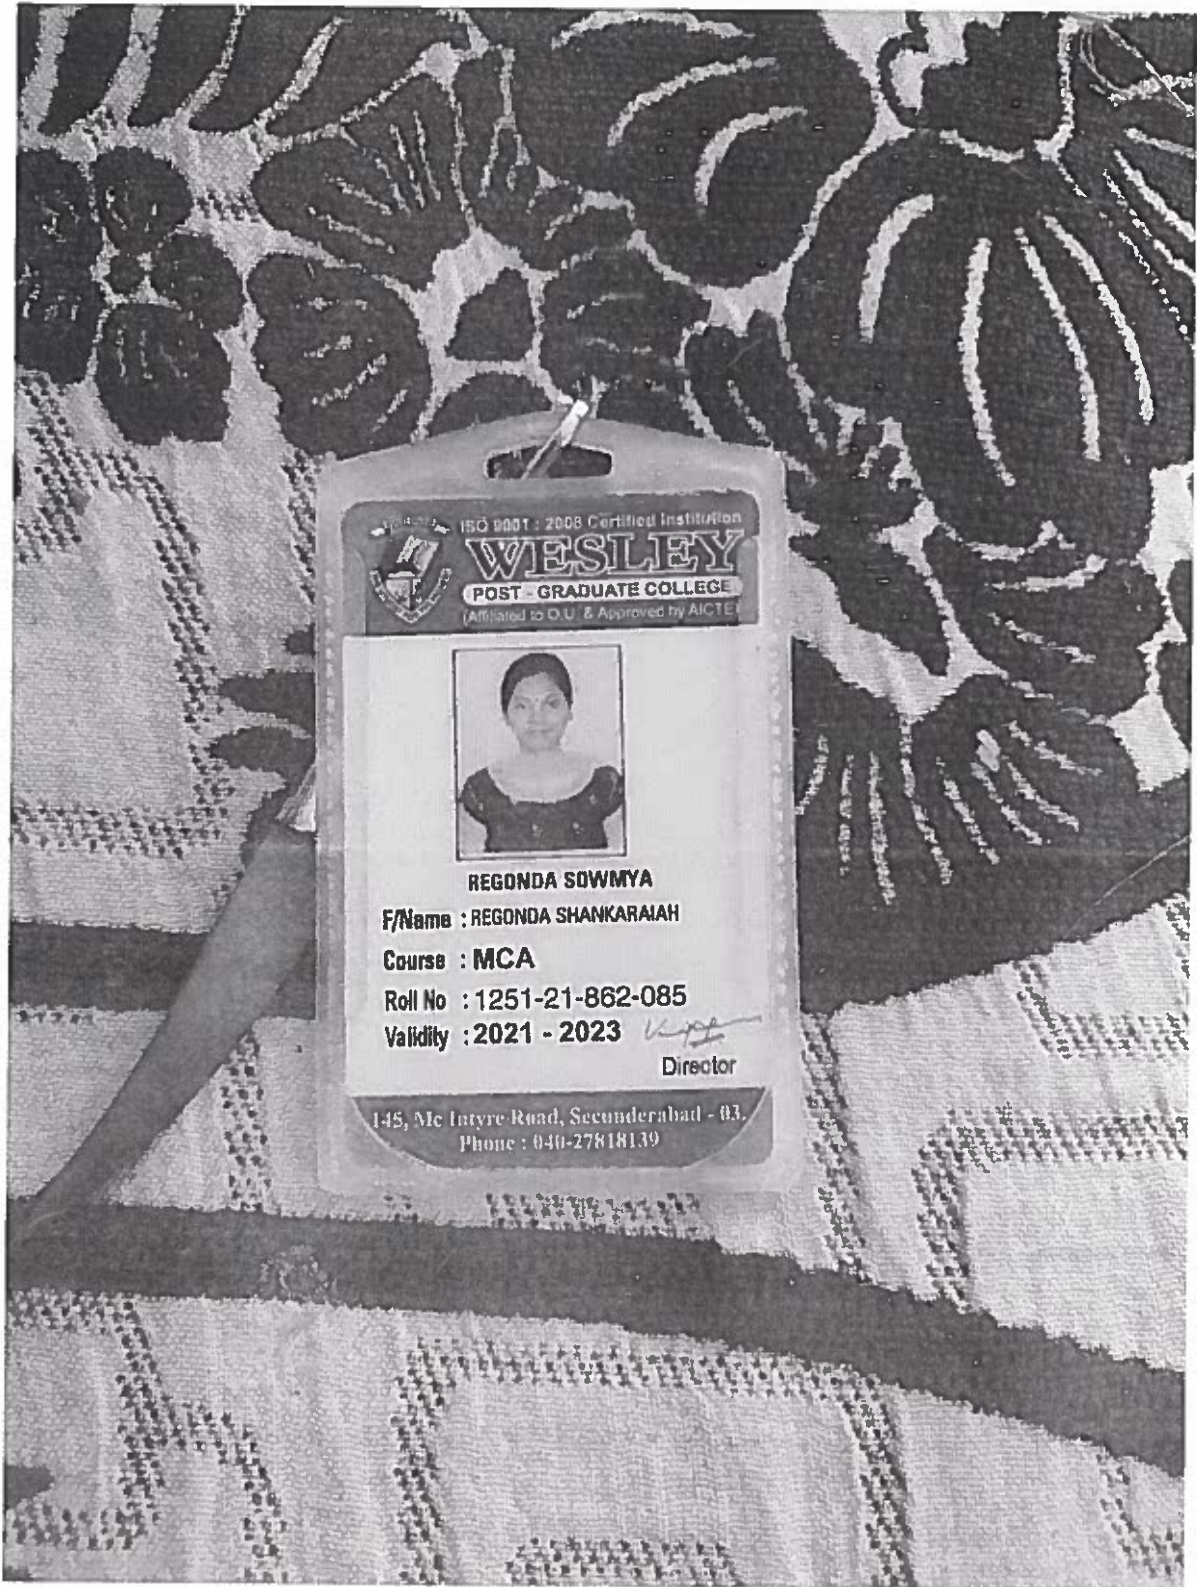 ISO 9001 : 2008 Certified Institution
WESLEY
POST - GRADUATE COLLEGE
(Affiliated to O.U. & Approved by AICTE)
REGONDA SOWMYA
F/Name : REGONDA SHANKARAIAH
Course : MCA
Roll No : 1251-21-862-085
Validity : 2021 - 2023
Director
145, Mc Intyre Road, Secunderabad - 03.
Phone : 040-27818139